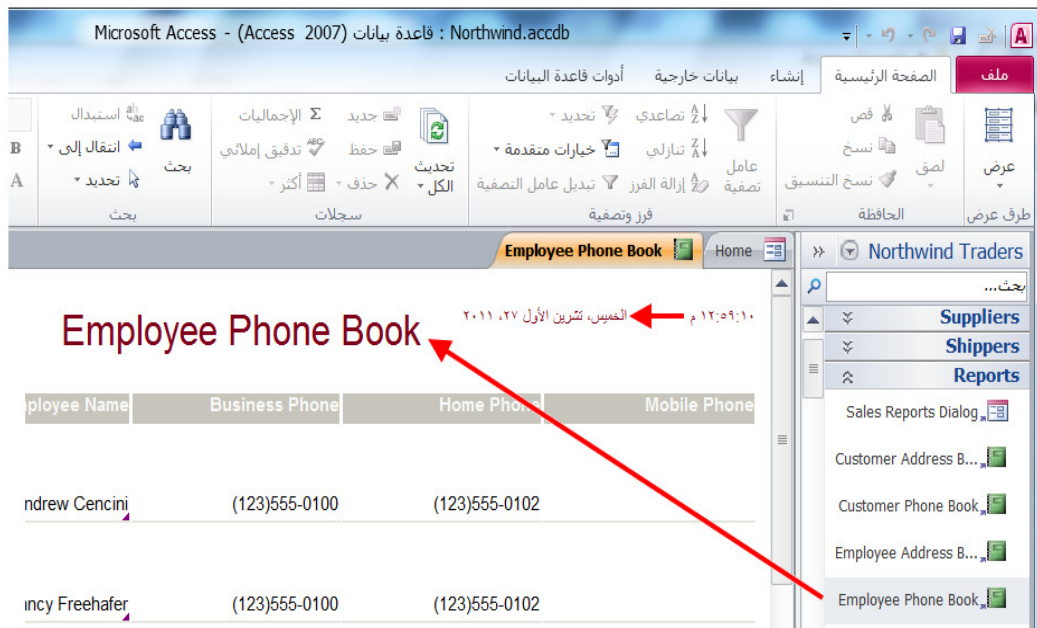 Microsoft Access - (Access 2007) قاعدة بيانات : Northwind.accdb
ملف الصفحة الرئيسية إنشاء بيانات خارجية أدوات قاعدة البيانات
عرض
طرق عرض
لصق
قص
نسخ
نسخ التنسيق
الحافظة
عامل تصفية
تصاعدي
تنازلي
إزالة الفرز
تحديد
خيارات متقدمة
تبديل عامل التصفية
فرز وتصفية
تحديث الكل
جديد
حفظ
حذف
الإجماليات
تدقيق إملائي
أكثر
سجلات
بحث
استبدال
انتقال إلى
تحديد
بحث
Northwind Traders
بحث...
Suppliers
Shippers
Reports
Sales Reports Dialog
Customer Address B...
Customer Phone Book
Employee Address B...
Employee Phone Book
Home
Employee Phone Book
١٢:٥٩:١٠ م
الخميس، تشرين الأول ٢٧، ٢٠١١
Employee Phone Book
ployee Name Business Phone Home Phone Mobile Phone
ndrew Cencini (123)555-0100 (123)555-0102
ncy Freehafer (123)555-0100 (123)555-0102